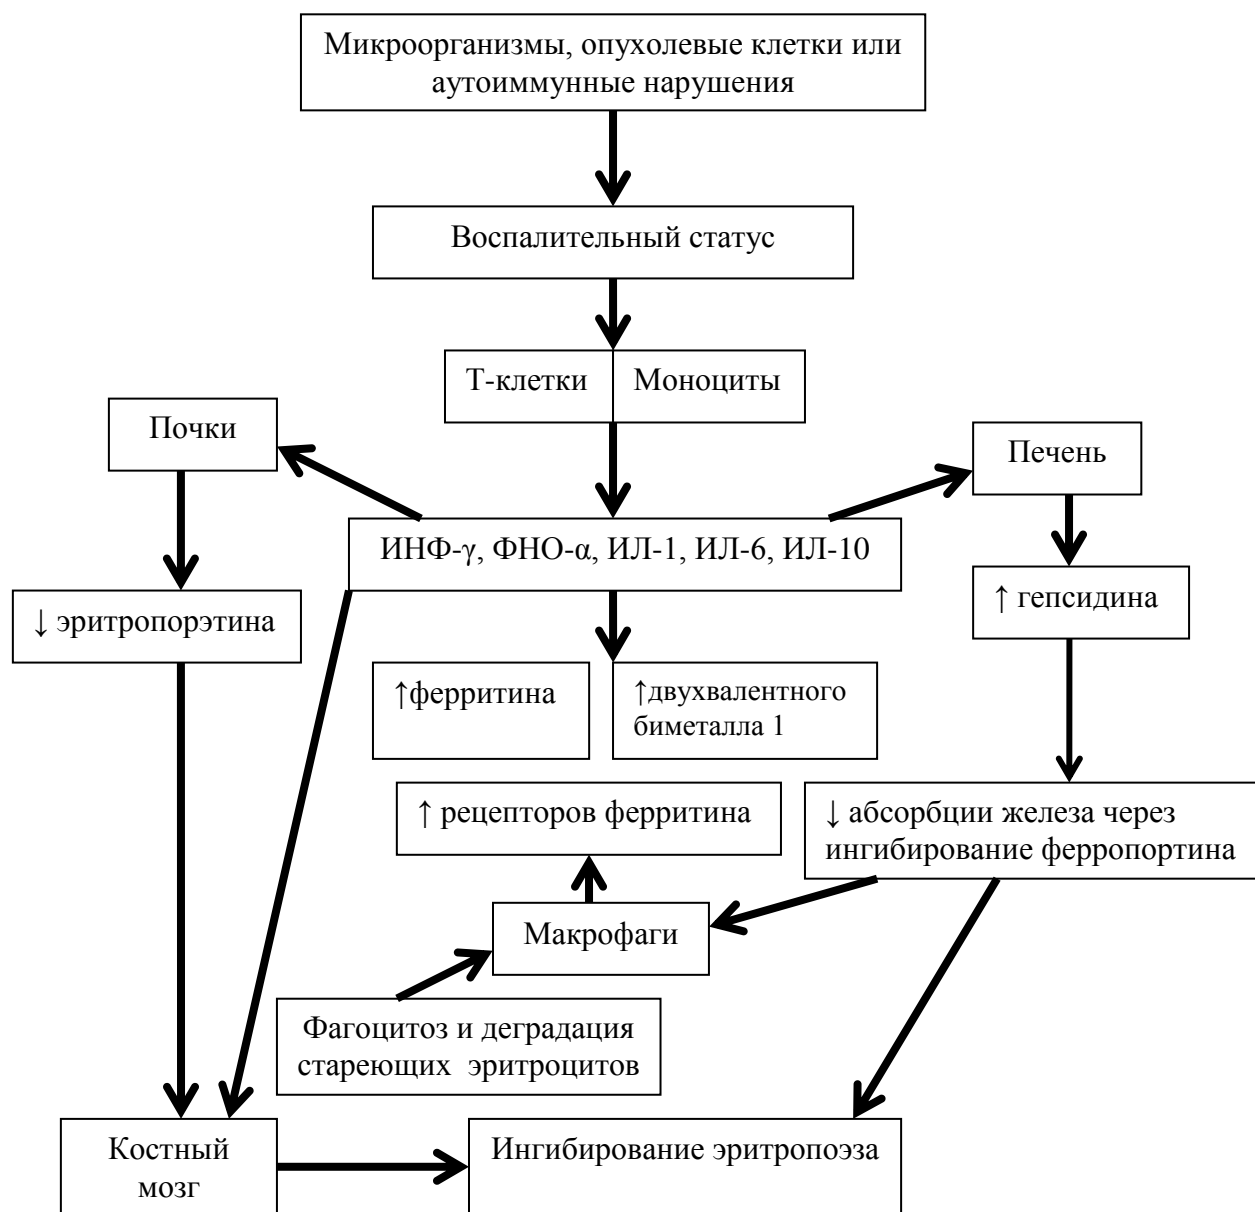 Микроорганизмы, опухолевые клетки или
аутоиммунные нарушения
Воспалительный статус
Т-клетки
Моноциты
Почки
Печень
ИНФ-γ, ФНО-α, ИЛ-1, ИЛ-6, ИЛ-10
↓ эритропорэтина
↑ гепсидина
↑ферритина
↑двухвалентного
биметалла 1
↑ рецепторов ферритина
↓ абсорбции железа через
ингибирование ферропортина
Макрофаги
Фагоцитоз и деградация
стареющих эритроцитов
Костный
мозг
Ингибирование эритропоэза